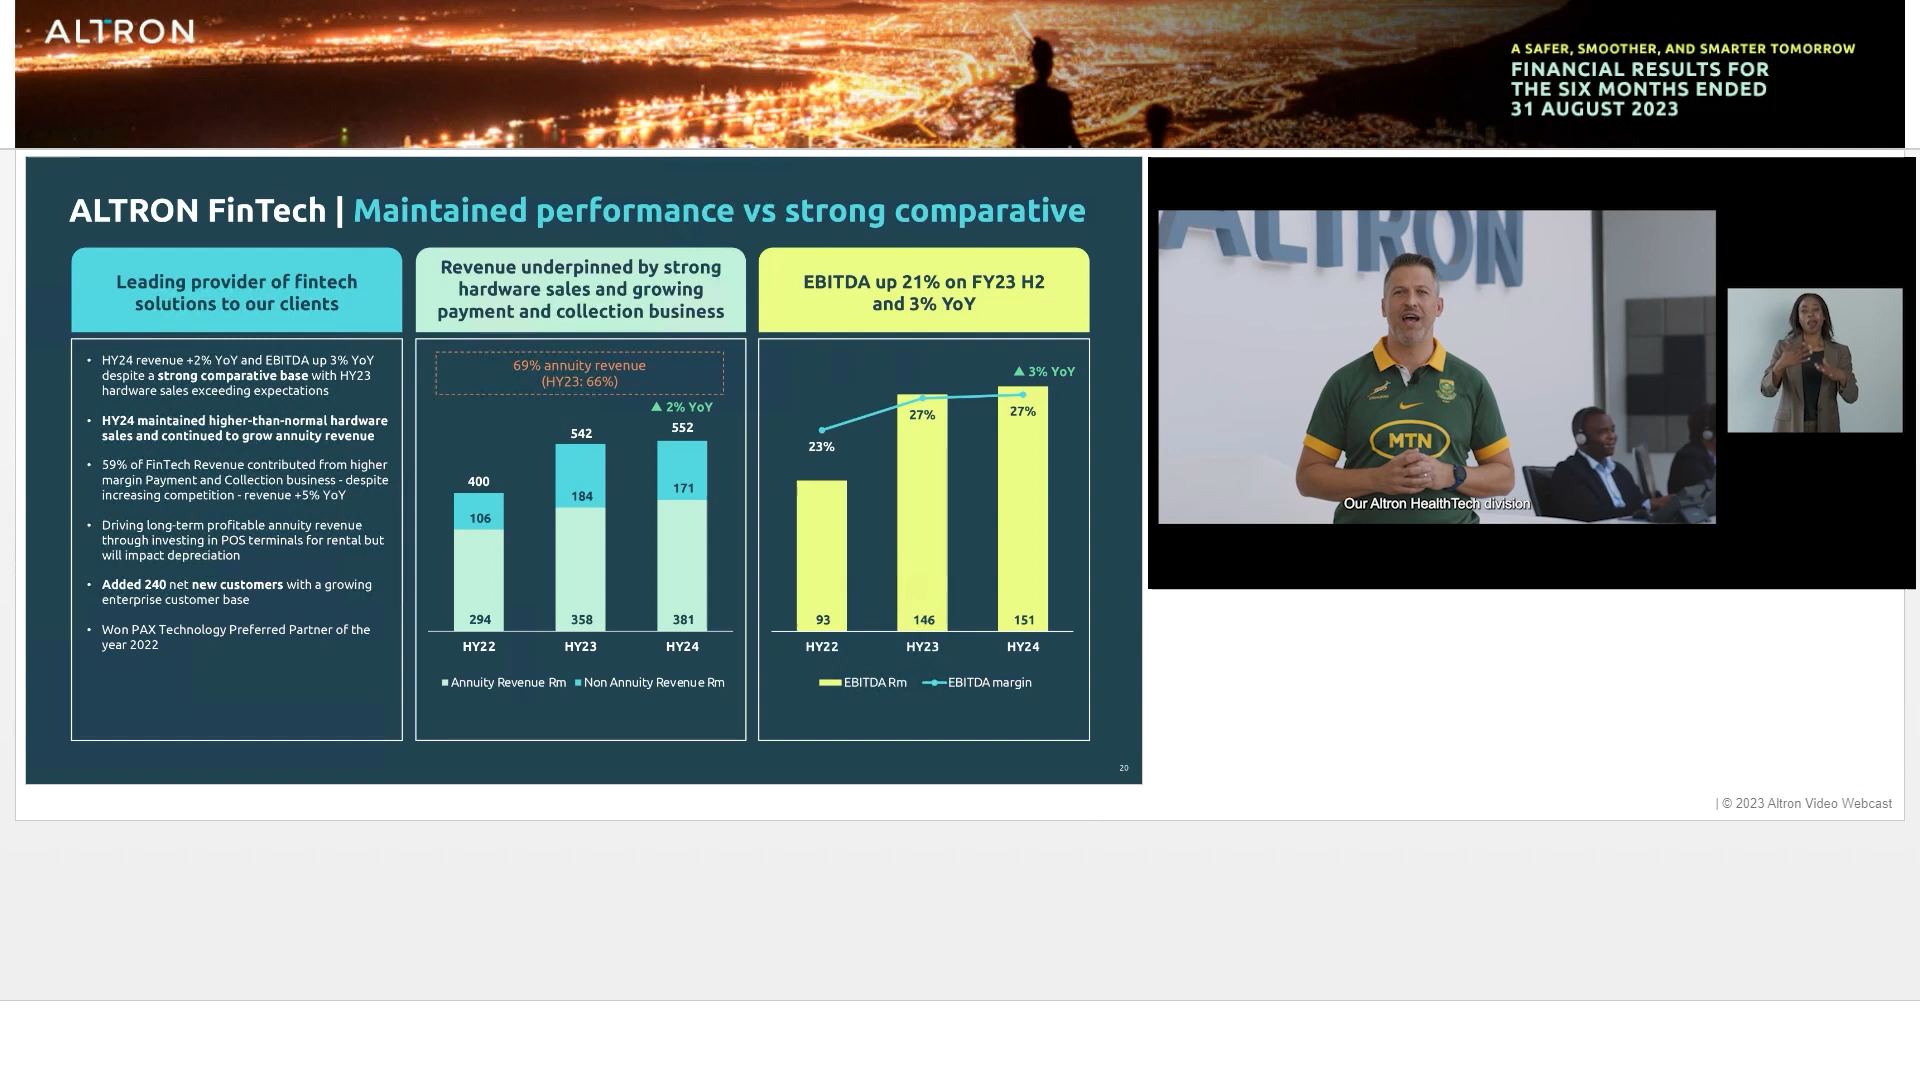 ALTRON
A SAFER, SMOOTHER, AND SMARTER TOMORROW
FINANCIAL RESULTS FOR
THE SIX MONTHS ENDED
31 AUGUST 2023
ALTRON FinTech | Maintained performance vs strong comparative
Leading provider of fintech
solutions to our clients
• HY24 revenue +2% YoY and EBITDA up 3% YoY
despite a strong comparative base with HY23
hardware sales exceeding expectations
• HY24 maintained higher-than-normal hardware
sales and continued to grow annuity revenue
• 59% of FinTech Revenue contributed from higher
margin Payment and Collection business - despite
increasing competition - revenue +5% YoY
• Driving long-term profitable annuity revenue
through investing in POS terminals for rental but
will impact depreciation
• Added 240 net new customers with a growing
enterprise customer base
• Won PAX Technology Preferred Partner of the
year 2022
Revenue underpinned by strong
hardware sales and growing
payment and collection business
69% annuity revenue
(HY23: 66%)
▲ 2% YoY
400 542 552
106 184 171
294 358 381
HY22 HY23 HY24
Annuity Revenue Rm Non Annuity Revenue Rm
EBITDA up 21% on FY23 H2
and 3% YoY
▲ 3% YoY
23% 27% 27%
93 146 151
HY22 HY23 HY24
EBITDA Rm EBITDA margin
20
ALTRON
MTN
Our Altron HealthTech division
| © 2023 Altron Video Webcast